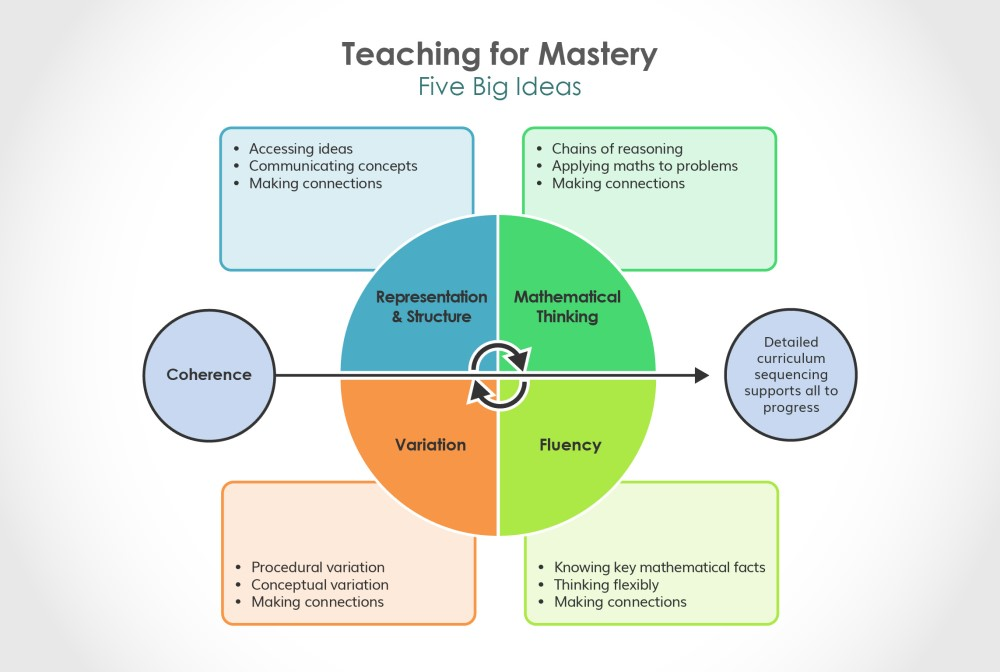 Teaching for Mastery
Five Big Ideas
• Accessing ideas
• Communicating concepts
• Making connections
• Chains of reasoning
• Applying maths to problems
• Making connections
Representation
& Structure
Mathematical
Thinking
Coherence
Detailed
curriculum
sequencing
supports all to
progress
Variation
Fluency
• Procedural variation
• Conceptual variation
• Making connections
• Knowing key mathematical facts
• Thinking flexibly
• Making connections